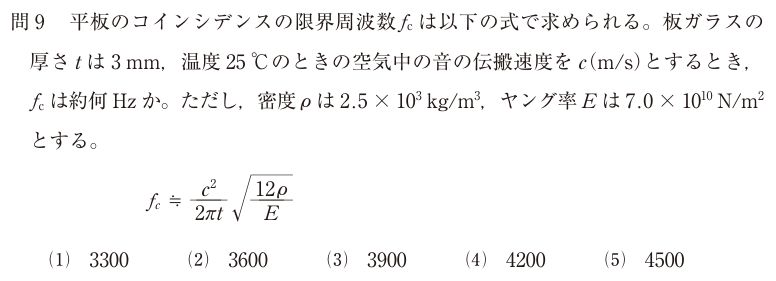 問9 平板のコインシデンスの限界周波数fcは以下の式で求められる。板ガラスの
厚さtは3mm，温度25℃のときの空気中の音の伝搬速度をc(m/s)とするとき，
fcは約何Hzか。ただし，密度ρは2.5×10³kg/m³，ヤング率Eは7.0×10¹⁰N/m²
とする。
fc≒c²/2πt√12ρ/E
(1) 3300 (2) 3600 (3) 3900 (4) 4200 (5) 4500